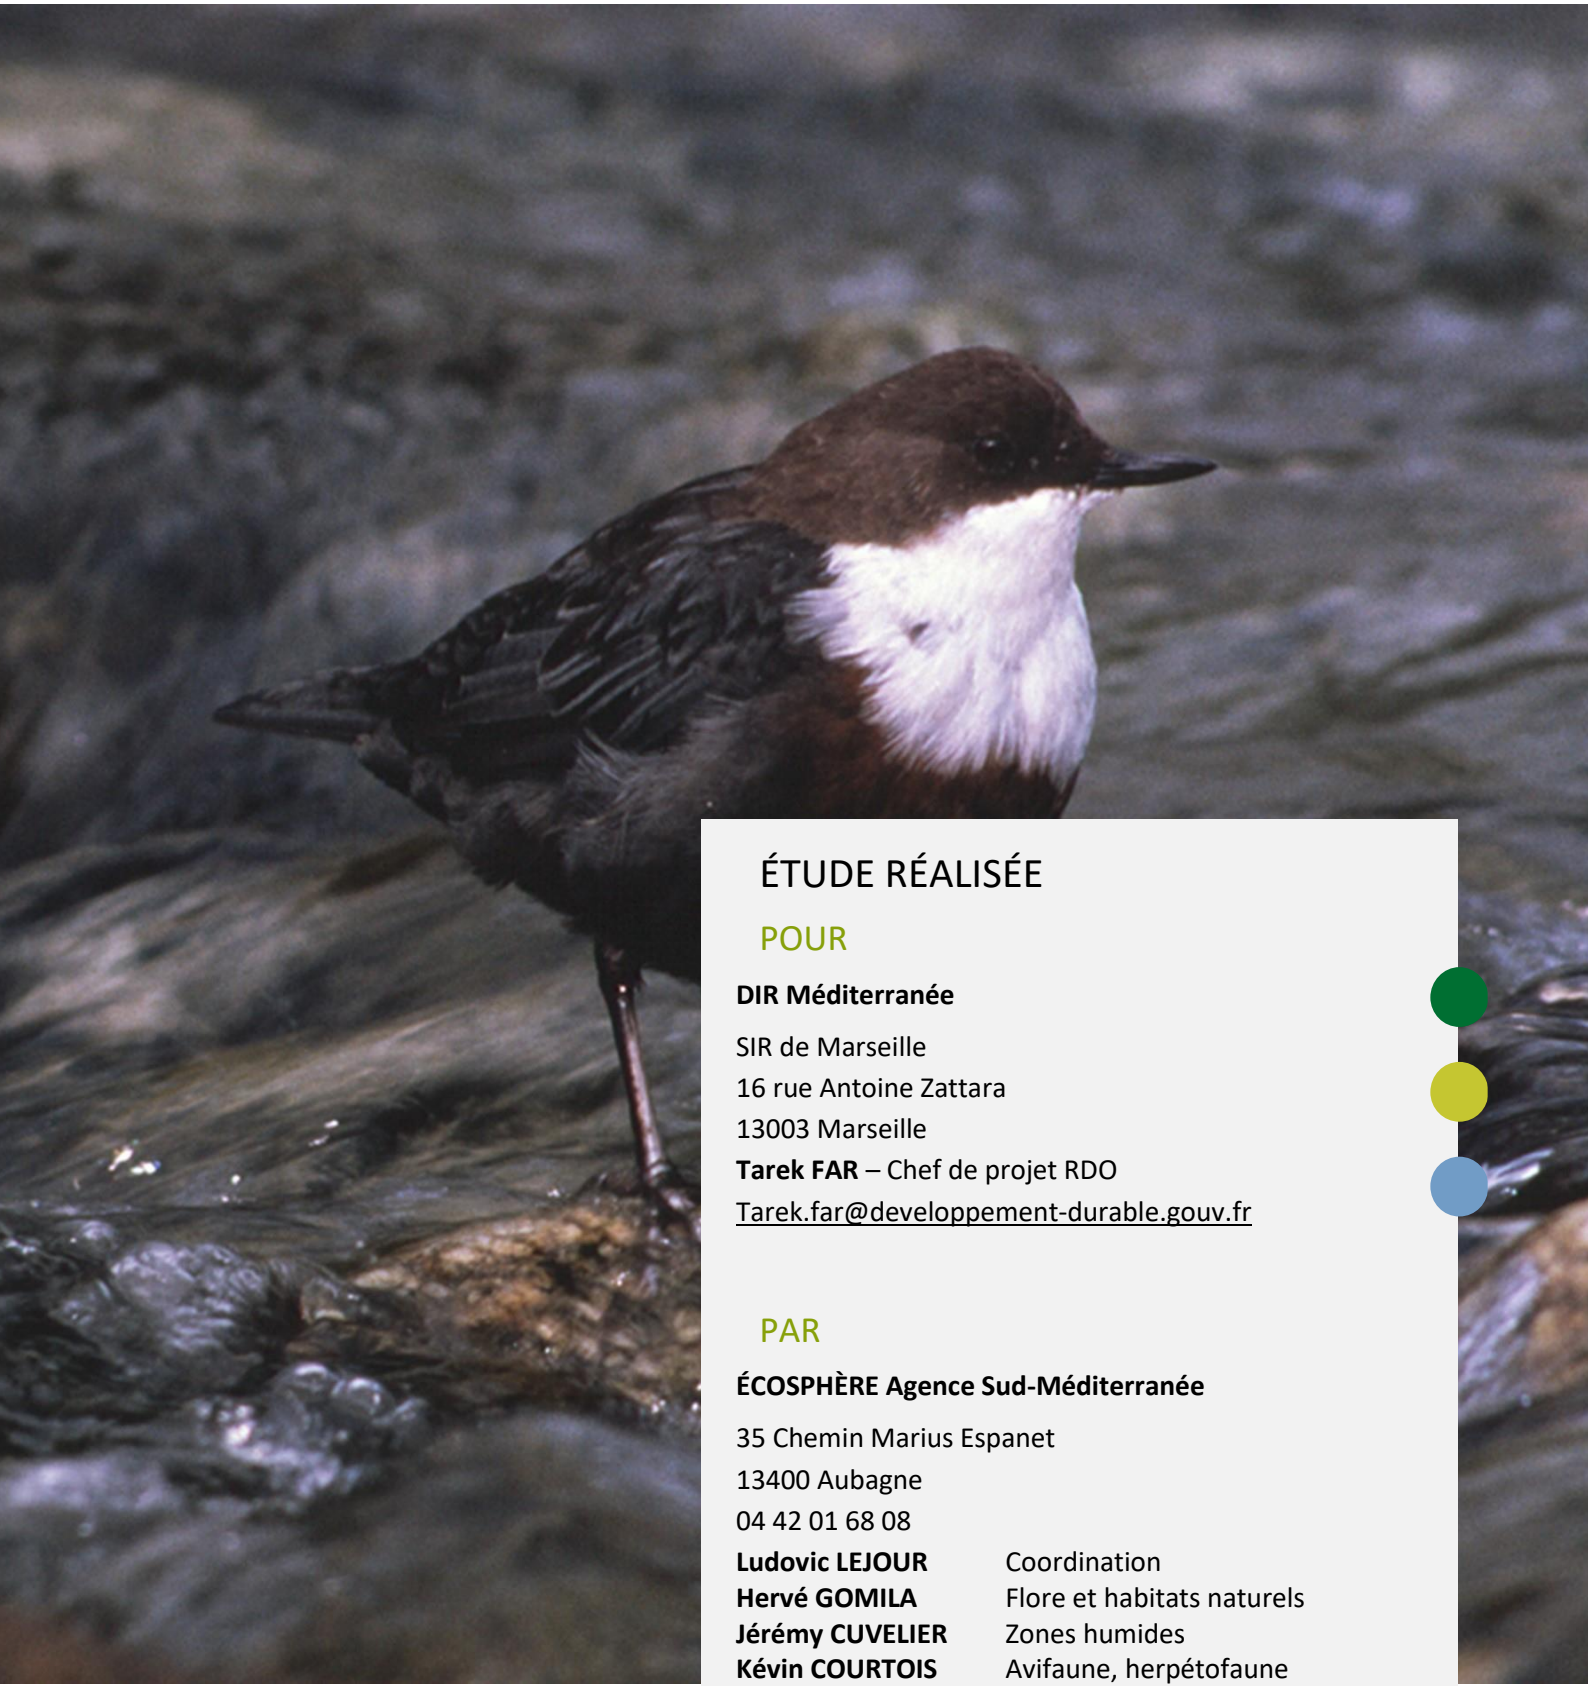 ÉTUDE RÉALISÉE
POUR
DIR Méditerranée
SIR de Marseille
16 rue Antoine Zattara
13003 Marseille
Tarek FAR – Chef de projet RDO
Tarek.far@developpement-durable.gouv.fr
PAR
ÉCOSPHÈRE Agence Sud-Méditerranée
35 Chemin Marius Espanet
13400 Aubagne
04 42 01 68 08
Ludovic LEJOUR Coordination
Hervé GOMILA Flore et habitats naturels
Jérémy CUVELIER Zones humides
Kévin COURTOIS Avifaune, herpétofaune